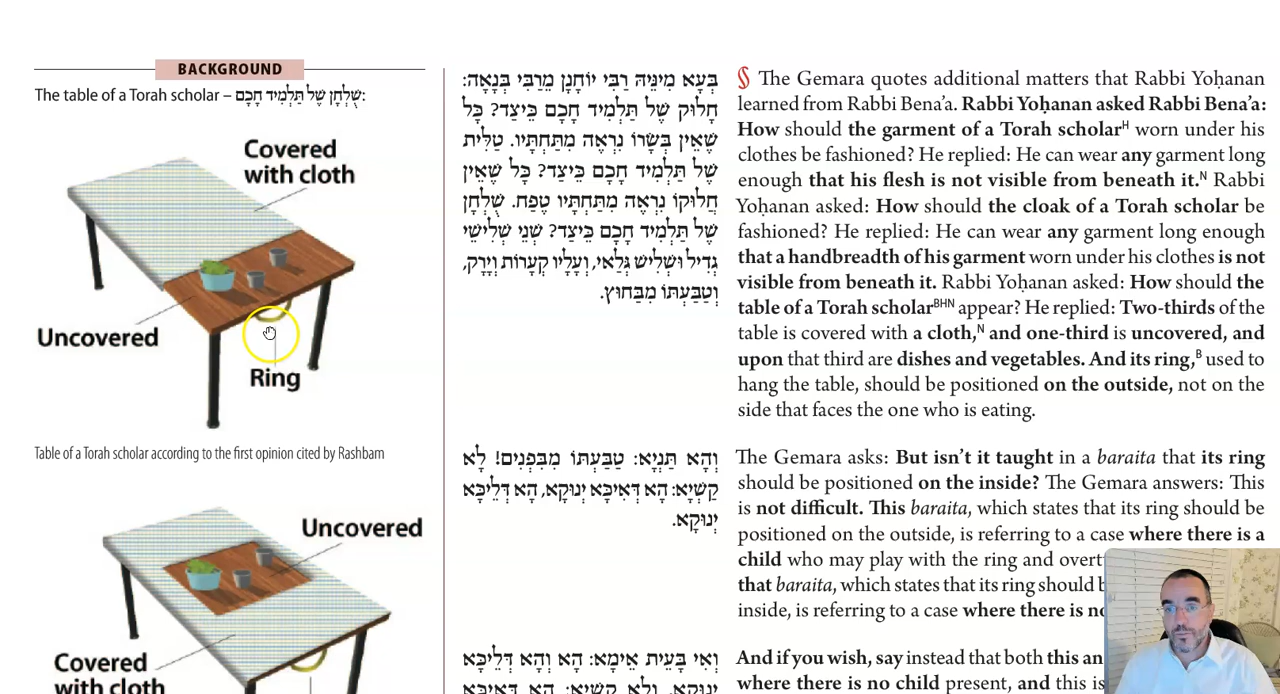 BACKGROUND
The table of a Torah scholar – שֻׁלְחָן שֶׁל תַּלְמִיד חָכָם:
Covered
with cloth
Uncovered
Ring
Table of a Torah scholar according to the first opinion cited by Rashbam
Uncovered
Covered
with cloth
בְּעָא מִינֵּיהּ רַבִּי יוֹחָנָן מֵרַבִּי בְּנָאָה:
חָלוּק שֶׁל תַּלְמִיד חָכָם כֵּיצַד? כ�ׇּל
שֶׁאֵין בְּשָׂרוֹ נִרְאֶה מִתַּחְתָּיו. טַלִּית
שֶׁל תַּלְמִיד חָכָם כֵּיצַד? כֹּל שֶׁאֵין
חֲלוּקוֹ נִרְאֶה מִתַּחְתָּיו טֶפַח. שֻׁלְחָן
שֶׁל תַּלְמִיד חָכָם כֵּיצַד? שְׁנֵי שְׁלִישֵׁי
גְּדִיל וּשְׁלִישׁ גְּלַאי, וְעָלָיו קְעָרוֹת וְיָרָק,
וְטַבַּעְתּוֹ מִבַּחוּץ.
וְהָא תַּנְיָא: טַבַּעְתּוֹ מִבִּפְנִים! לָא
קַשְׁיָא: הָא דְּאִיכָּא יָנוֹקָא, הָא דְּלֵיכָּא
יָנוֹקָא.
וְאִי בָּעֵית אֵימָא: הָא וְהָא דְּלֵיכָּא
יָנוֹקָא, וְלָא קַשְׁיָא: הָא דְּאִיכָּא
§ The Gemara quotes additional matters that Rabbi Yoḥanan
learned from Rabbi Bena'a. Rabbi Yoḥanan asked Rabbi Bena'a:
How should the garment of a Torah scholarᴴ worn under his
clothes be fashioned? He replied: He can wear any garment long
enough that his flesh is not visible from beneath it.ᴺ Rabbi
Yoḥanan asked: How should the cloak of a Torah scholar be
fashioned? He replied: He can wear any garment long enough
that a handbreadth of his garment worn under his clothes is not
visible from beneath it. Rabbi Yoḥanan asked: How should the
table of a Torah scholarᴮᴴᴺ appear? He replied: Two-thirds of the
table is covered with a cloth,ᴺ and one-third is uncovered, and
upon that third are dishes and vegetables. And its ring,ᴮ used to
hang the table, should be positioned on the outside, not on the
side that faces the one who is eating.
The Gemara asks: But isn't it taught in a baraita that its ring
should be positioned on the inside? The Gemara answers: This
is not difficult. This baraita, which states that its ring should be
positioned on the outside, is referring to a case where there is a
child who may play with the ring and overt
that baraita, which states that its ring should b
inside, is referring to a case where there is no
And if you wish, say instead that both this an
where there is no child present, and this is